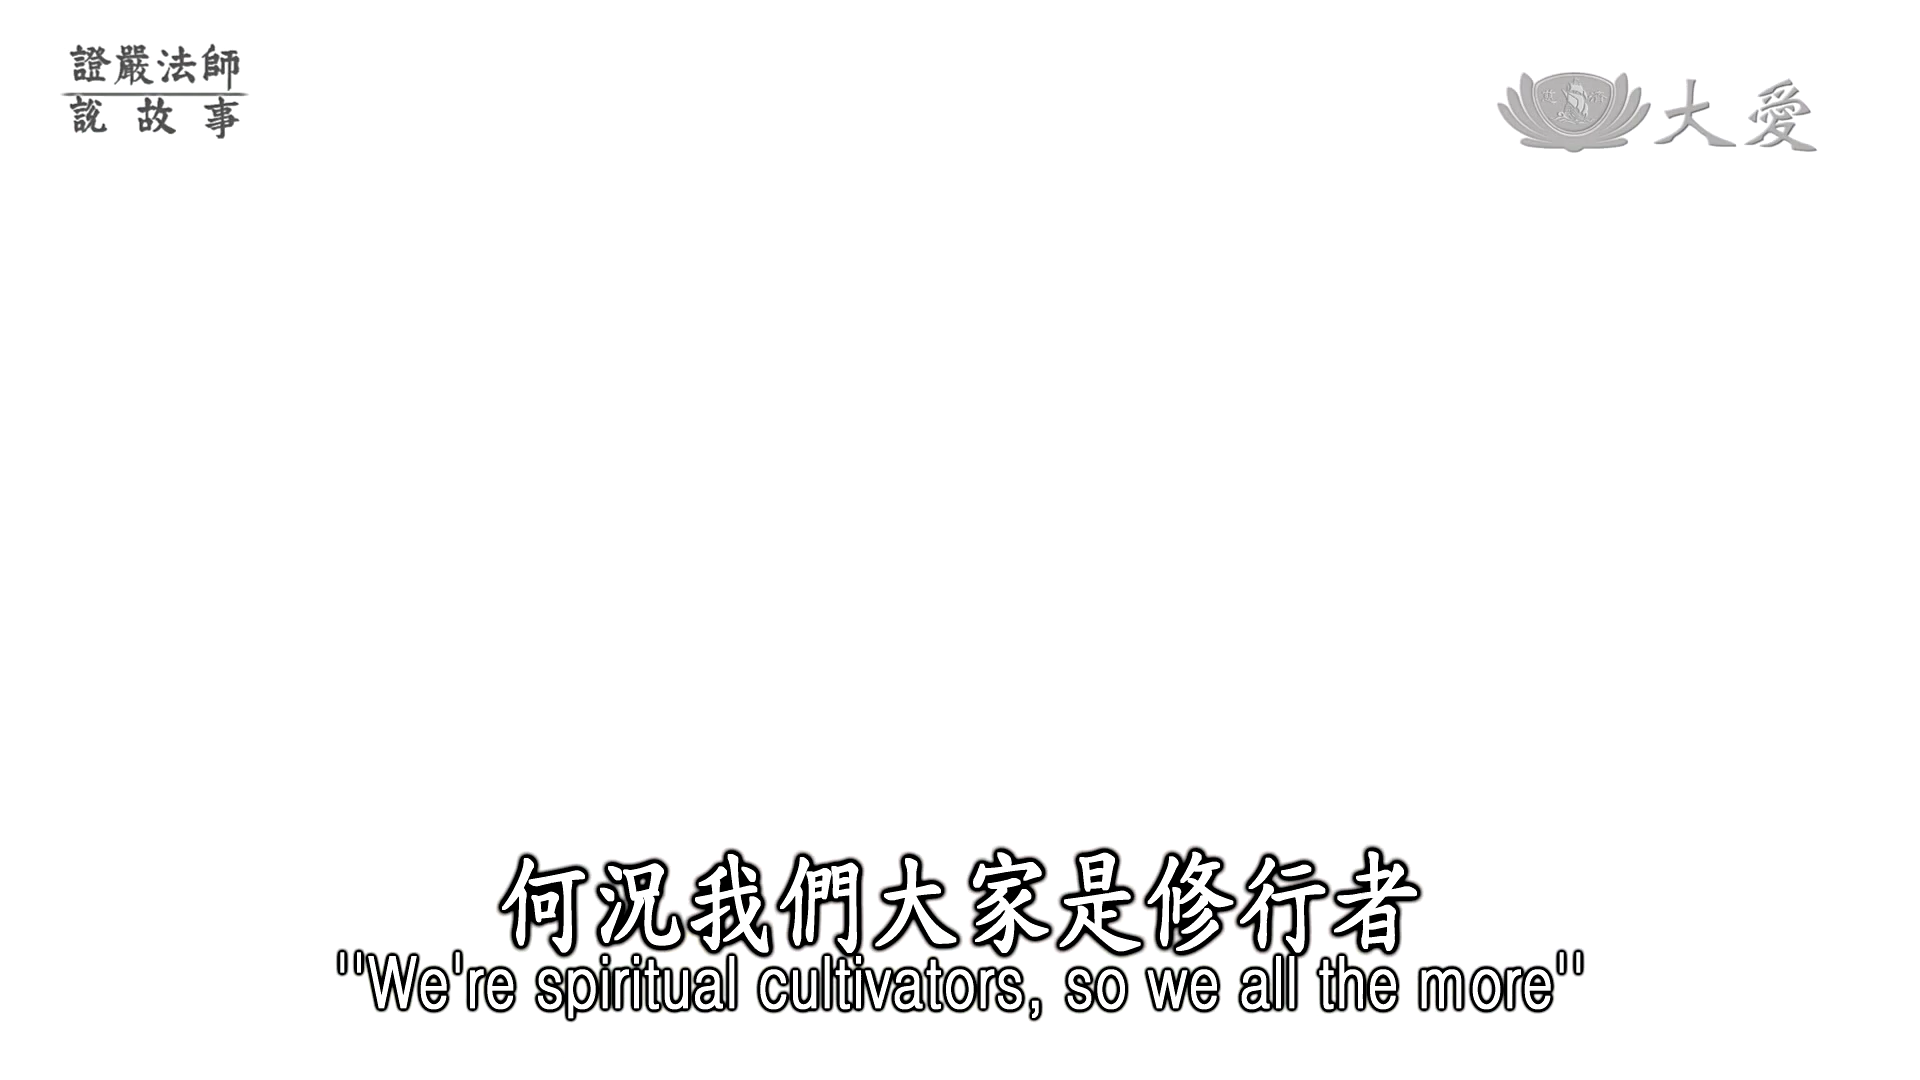 證嚴法師
說故事
大愛
何況我們大家是修行者
"We're spiritual cultivators, so we all the more"